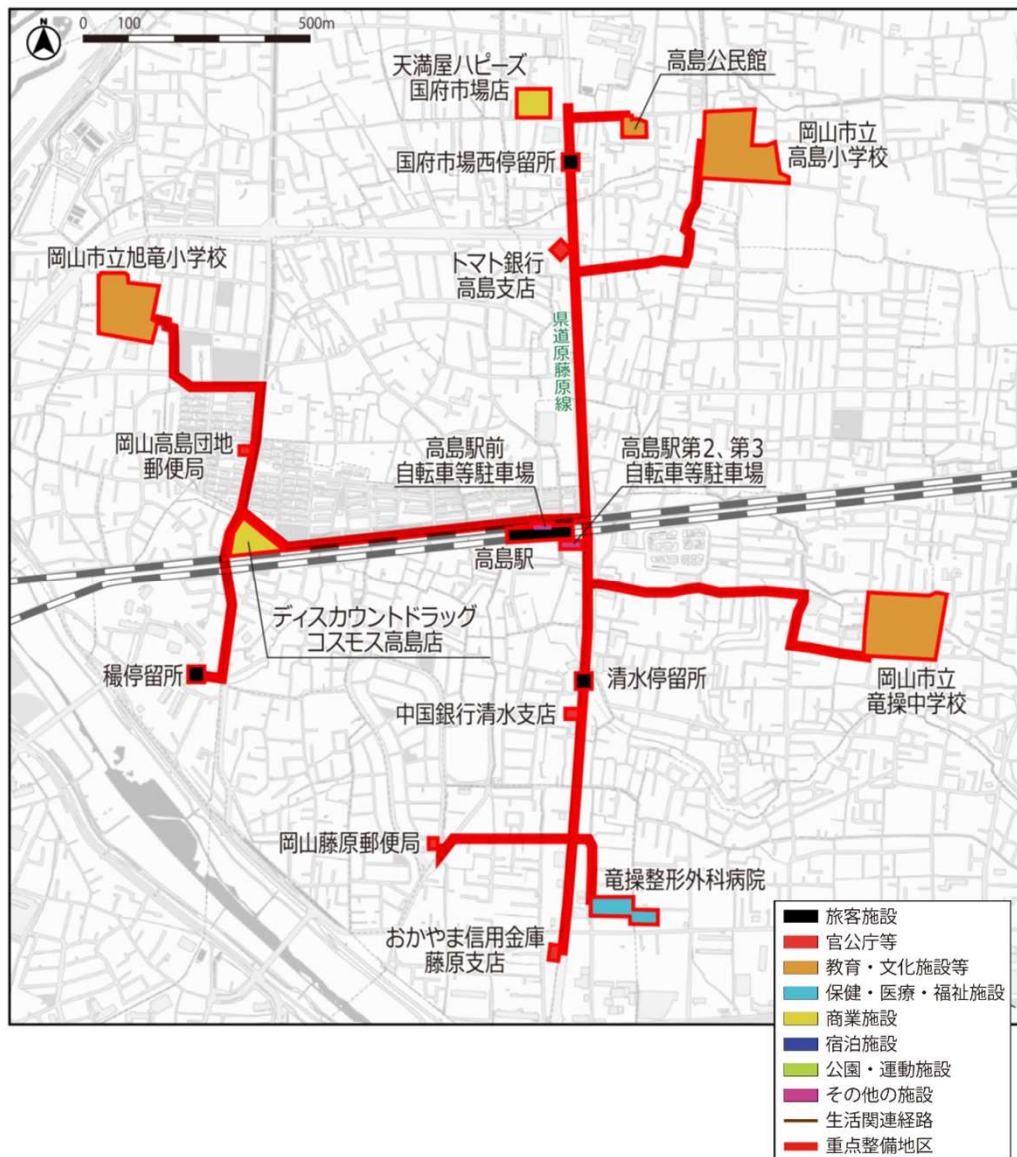 N
0 100 500m
天満屋ハピーズ
国府市場店
高島公民館
岡山市立
高島小学校
国府市場西停留所
岡山市立旭竜小学校
トマト銀行
高島支店
県道原藤原線
岡山高島団地
郵便局
高島駅前
自転車等駐車場
高島駅第2、第3
自転車等駐車場
高島駅
ディスカウントドラッグ
コスモス高島店
穝停留所
清水停留所
岡山市立
竜操中学校
中国銀行清水支店
岡山藤原郵便局
竜操整形外科病院
おかやま信用金庫
藤原支店
旅客施設
官公庁等
教育・文化施設等
保健・医療・福祉施設
商業施設
宿泊施設
公園・運動施設
その他の施設
生活関連経路
重点整備地区